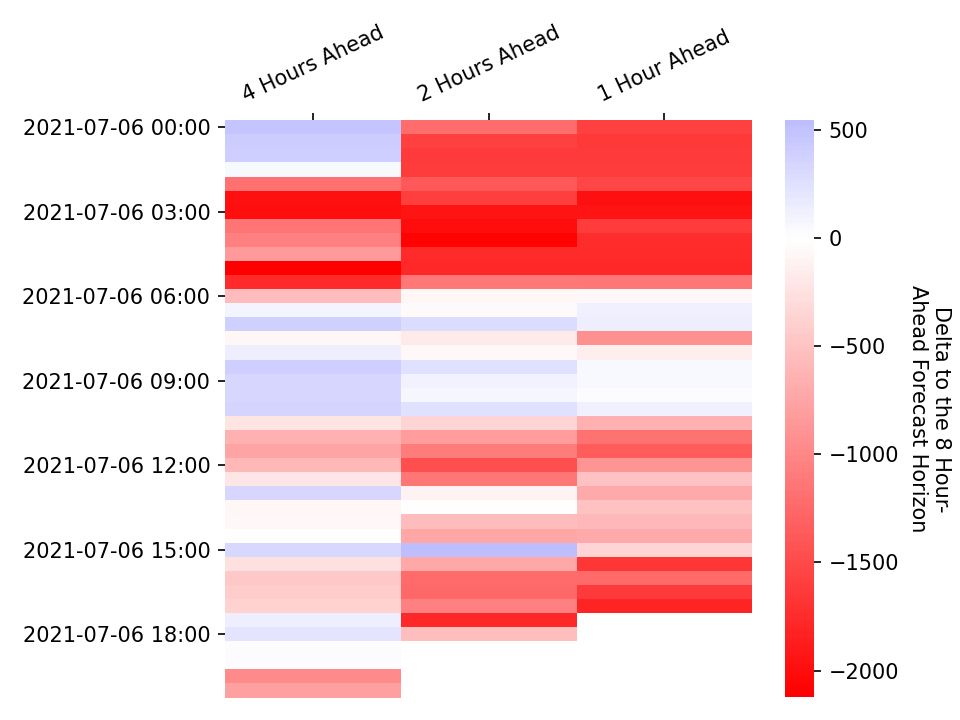 4 Hours Ahead
2 Hours Ahead
1 Hour Ahead
2021-07-06 00:00
2021-07-06 03:00
2021-07-06 06:00
2021-07-06 09:00
2021-07-06 12:00
2021-07-06 15:00
2021-07-06 18:00
500
0
−500
−1000
−1500
−2000
Delta to the 8 Hour-
Ahead Forecast Horizon